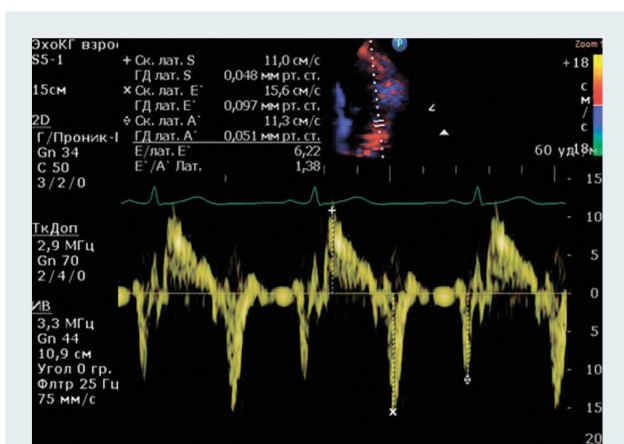 ЭхоКГ взро
S5-1
15см
2D
Г/Проник-
Gn 34
C 50
3/2/0
ТкДоп
2,9 МГц
Gn 70
2/4/0
ИВ
3,3 МГц
Gn 44
10,9 см
Угол 0 гр.
Флтр 25 Гц
75 мм/с
+ Ск. лат. S 11,0 см/с
ГД лат. S 0,048 мм рт. ст.
× Ск. лат. E` 15,6 см/с
ГД лат. E` 0,097 мм рт. ст.
Ск. лат. A` 11,3 см/с
ГД лат. A` 0,051 мм рт. ст.
E/лат. E` 6,22
E`/A` Лат. 1,38
P
Zoom
+18
с
м
/
с
18
60 уд./м
15
10
5
0
5
10
15
20